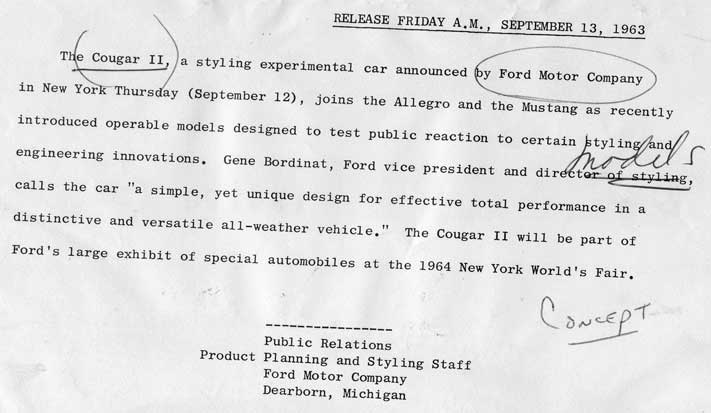 RELEASE FRIDAY A.M., SEPTEMBER 13, 1963
The Cougar II, a styling experimental car announced by Ford Motor Company
in New York Thursday (September 12), joins the Allegro and the Mustang as recently
introduced operable models designed to test public reaction to certain styling and
models
engineering innovations. Gene Bordinat, Ford vice president and director of styling,
calls the car "a simple, yet unique design for effective total performance in a
distinctive and versatile all-weather vehicle." The Cougar II will be part of
Ford's large exhibit of special automobiles at the 1964 New York World's Fair.
Concept
----------------
Public Relations
Product Planning and Styling Staff
Ford Motor Company
Dearborn, Michigan